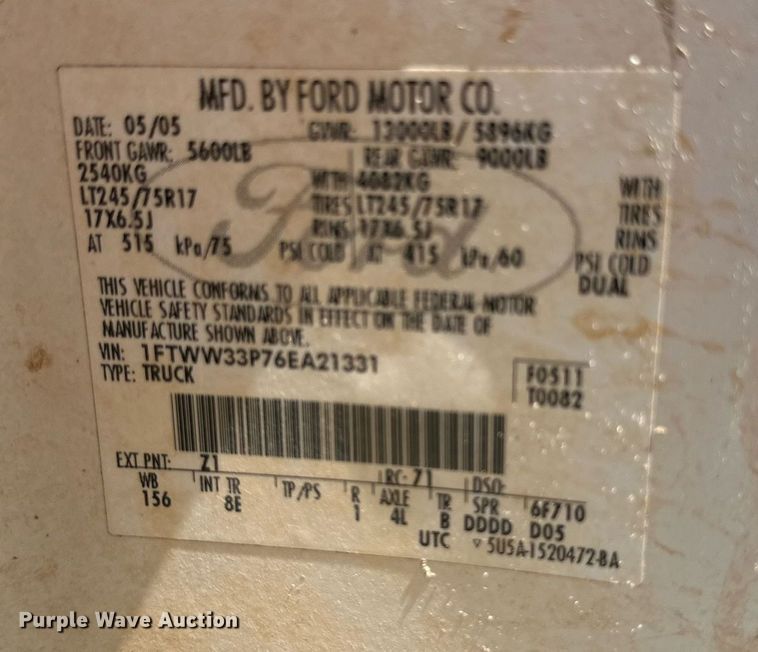 MFD. BY FORD MOTOR CO.
DATE: 05/05 GVWR: 13000LB / 5896KG
FRONT GAWR: 5600LB REAR GAWR: 9000LB
2540KG WITH 4082KG WITH
LT245/75R17 TIRES LT245/75R17 TIRES
17X6.5J RIMS 17X6.5J RIMS
AT 515 kPa/75 PSI COLD AT 415 kPa/60 PSI COLD
DUAL
Ford
THIS VEHICLE CONFORMS TO ALL APPLICABLE FEDERAL MOTOR
VEHICLE SAFETY STANDARDS IN EFFECT ON THE DATE OF
MANUFACTURE SHOWN ABOVE.
VIN: 1FTWW33P76EA21331
TYPE: TRUCK
F0511
T0082
EXT PNT: Z1 RC: 71 DSO:
WB INT TR TP/PS R AXLE TR SPR 6F710
156 8E 1 4L B DDDD D05
UTC ▽ 5U5A-1520472-BA
Purple Wave Auction